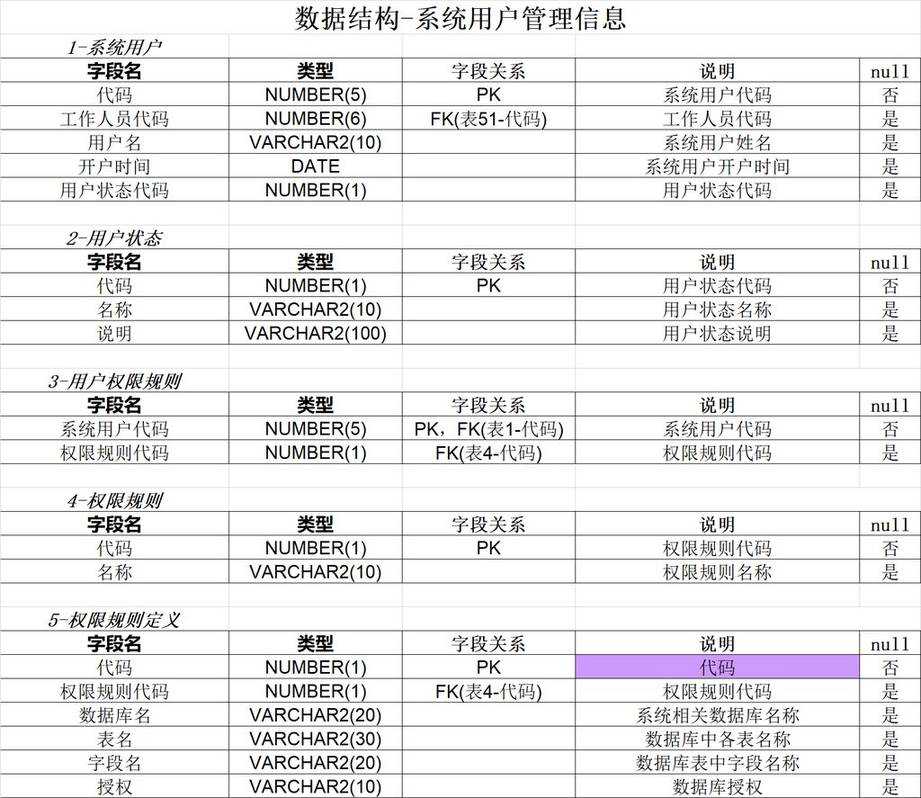 数据结构-系统用户管理信息
1-系统用户
字段名 类型 字段关系 说明 null
代码 NUMBER(5) PK 系统用户代码 否
工作人员代码 NUMBER(6) FK(表51-代码) 工作人员代码 是
用户名 VARCHAR2(10) 系统用户姓名 是
开户时间 DATE 系统用户开户时间 是
用户状态代码 NUMBER(1) 用户状态代码 是
2-用户状态
字段名 类型 字段关系 说明 null
代码 NUMBER(1) PK 用户状态代码 否
名称 VARCHAR2(10) 用户状态名称 是
说明 VARCHAR2(100) 用户状态说明 是
3-用户权限规则
字段名 类型 字段关系 说明 null
系统用户代码 NUMBER(5) PK，FK(表1-代码) 系统用户代码 否
权限规则代码 NUMBER(1) FK(表4-代码) 权限规则代码 是
4-权限规则
字段名 类型 字段关系 说明 null
代码 NUMBER(1) PK 权限规则代码 否
名称 VARCHAR2(10) 权限规则名称 是
5-权限规则定义
字段名 类型 字段关系 说明 null
代码 NUMBER(1) PK 代码 否
权限规则代码 NUMBER(1) FK(表4-代码) 权限规则代码 是
数据库名 VARCHAR2(20) 系统相关数据库名称 是
表名 VARCHAR2(30) 数据库中各表名称 是
字段名 VARCHAR2(20) 数据库表中字段名称 是
授权 VARCHAR2(10) 数据库授权 是